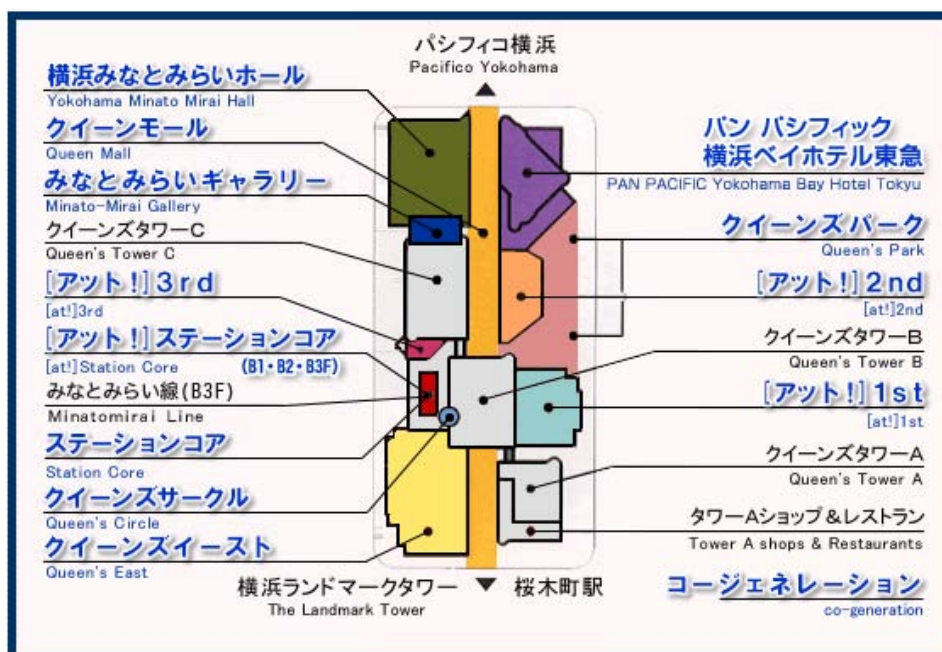 パシフィコ横浜
Pacifico Yokohama
横浜みなとみらいホール
Yokohama Minato Mirai Hall
クイーンモール
Queen Mall
みなとみらいギャラリー
Minato-Mirai Gallery
クイーンズタワーC
Queen's Tower C
[アット!]3rd
[at!]3rd
[アット!]ステーションコア
[at!]Station Core (B1・B2・B3F)
みなとみらい線(B3F)
Minatomirai Line
ステーションコア
Station Core
クイーンズサークル
Queen's Circle
クイーンズイースト
Queen's East
パン パシフィック
横浜ベイホテル東急
PAN PACIFIC Yokohama Bay Hotel Tokyu
クイーンズパーク
Queen's Park
[アット!]2nd
[at!]2nd
クイーンズタワーB
Queen's Tower B
[アット!]1st
[at!]1st
クイーンズタワーA
Queen's Tower A
タワーAショップ&レストラン
Tower A shops & Restaurants
コージェネレーション
co-generation
横浜ランドマークタワー
The Landmark Tower
桜木町駅